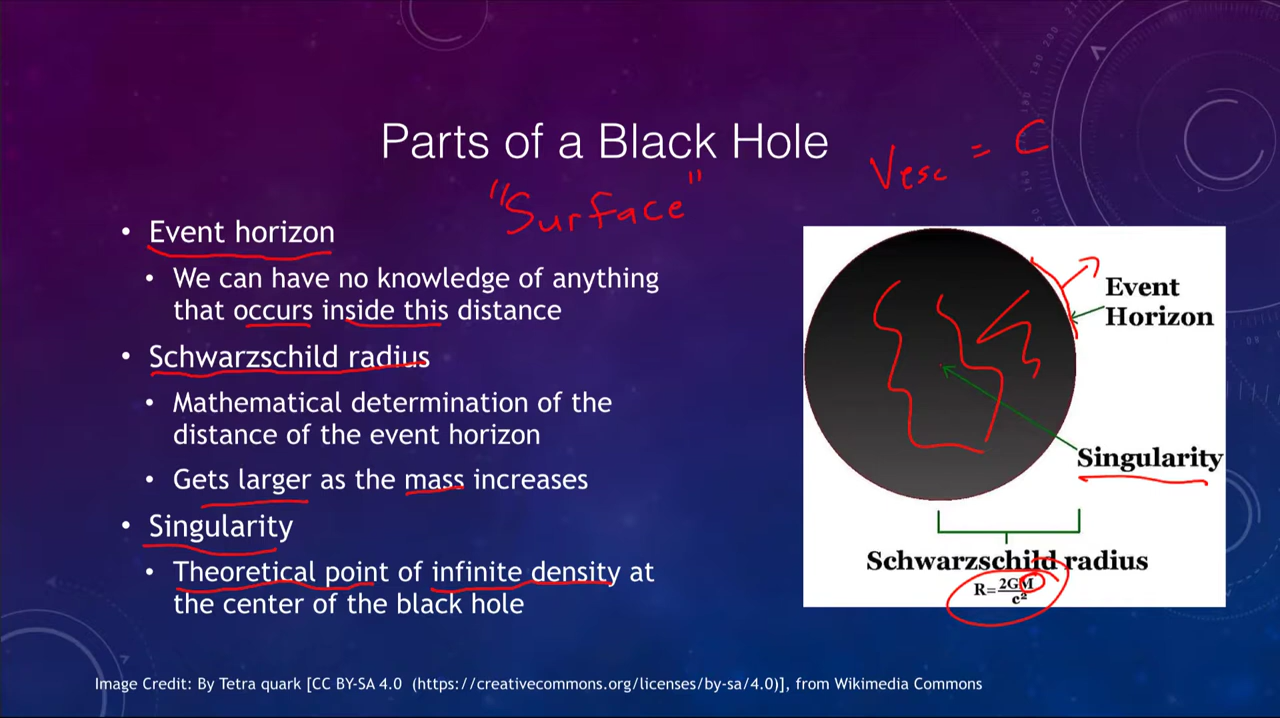 Parts of a Black Hole
V esc = C
"Surface"
• Event horizon
• We can have no knowledge of anything
that occurs inside this distance
• Schwarzschild radius
• Mathematical determination of the
distance of the event horizon
• Gets larger as the mass increases
• Singularity
• Theoretical point of infinite density at
the center of the black hole
Event
Horizon
Singularity
Schwarzschild radius
R=2GM/c²
Image Credit: By Tetra quark [CC BY-SA 4.0 (https://creativecommons.org/licenses/by-sa/4.0)], from Wikimedia Commons